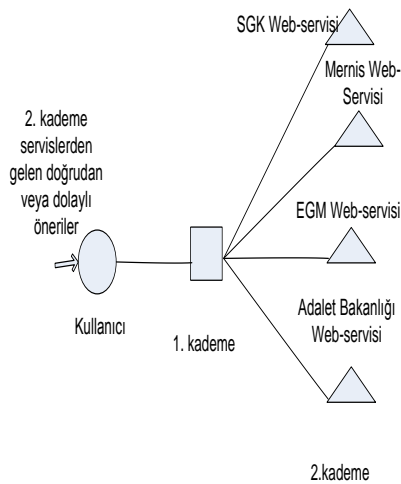 SGK Web-servisi
Mernis Web-
Servisi
2. kademe
servislerden
gelen doğrudan
veya dolaylı
öneriler
EGM Web-servisi
Kullanıcı
1. kademe
Adalet Bakanlığı
Web-servisi
2.kademe